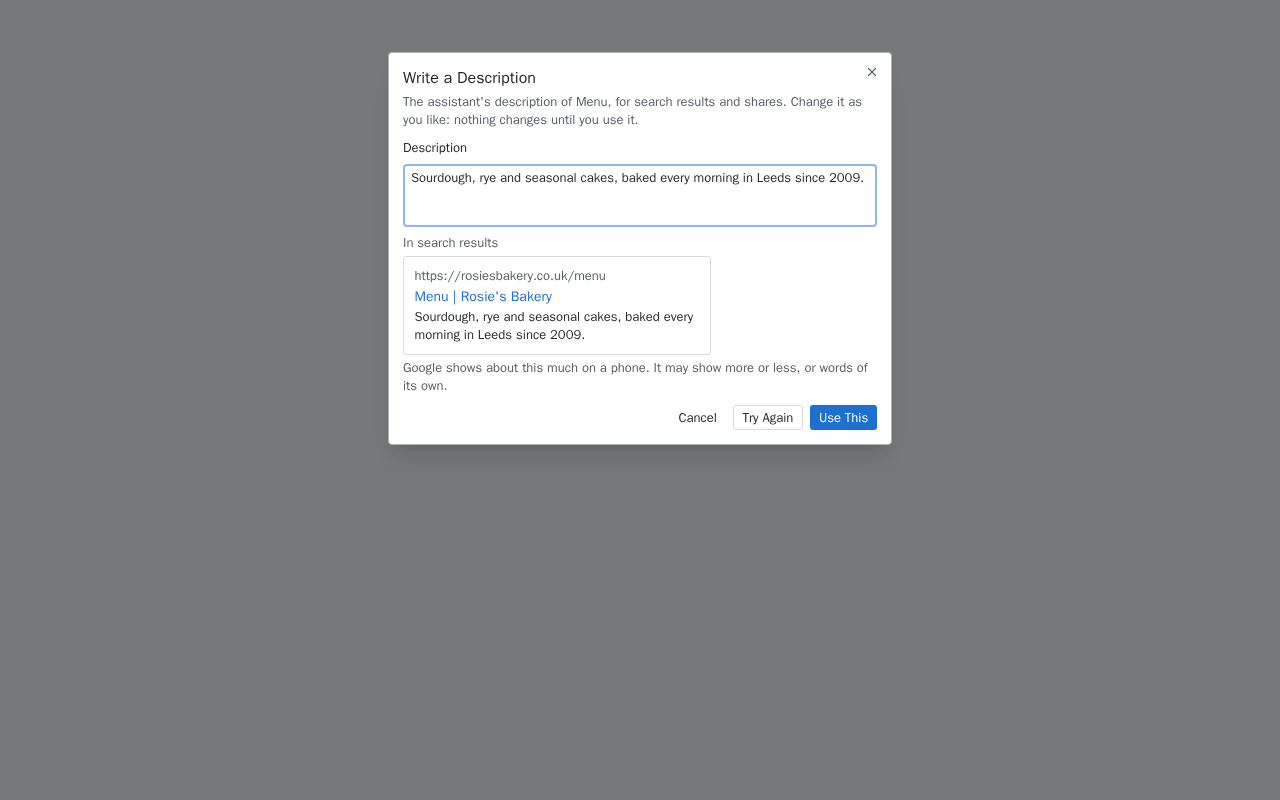 Write a Description
The assistant's description of Menu, for search results and shares. Change it as
you like: nothing changes until you use it.
Description
Sourdough, rye and seasonal cakes, baked every morning in Leeds since 2009.
In search results
https://rosiesbakery.co.uk/menu
Menu | Rosie's Bakery
Sourdough, rye and seasonal cakes, baked every
morning in Leeds since 2009.
Google shows about this much on a phone. It may show more or less, or words of
its own.
Cancel
Try Again
Use This